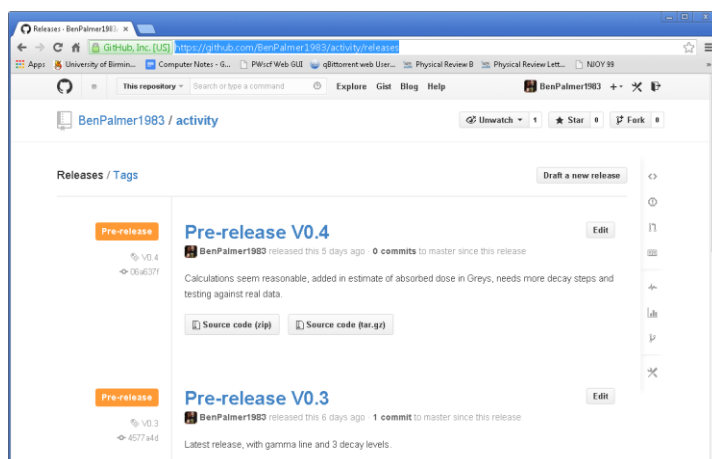 Releases - BenPalmer1983/
GitHub, Inc. [US] https://github.com/BenPalmer1983/activity/releases
Apps University of Birmin... Computer Notes - G... PWscf Web GUI qBittorrent web User... Physical Review B Physical Review Lett... NJOY 99 »
This repository Search or type a command Explore Gist Blog Help BenPalmer1983
BenPalmer1983 / activity Unwatch 1 Star 0 Fork 0
Releases / Tags Draft a new release
Pre-release Pre-release V0.4 Edit
BenPalmer1983 released this 5 days ago · 0 commits to master since this release
V0.4
06a637f
Calculations seem reasonable, added in estimate of absorbed dose in Greys, needs more decay steps and
testing against real data.
Source code (zip) Source code (tar.gz)
Pre-release Pre-release V0.3 Edit
BenPalmer1983 released this 6 days ago · 1 commit to master since this release
V0.3
4577a4d
Latest release, with gamma line and 3 decay levels.